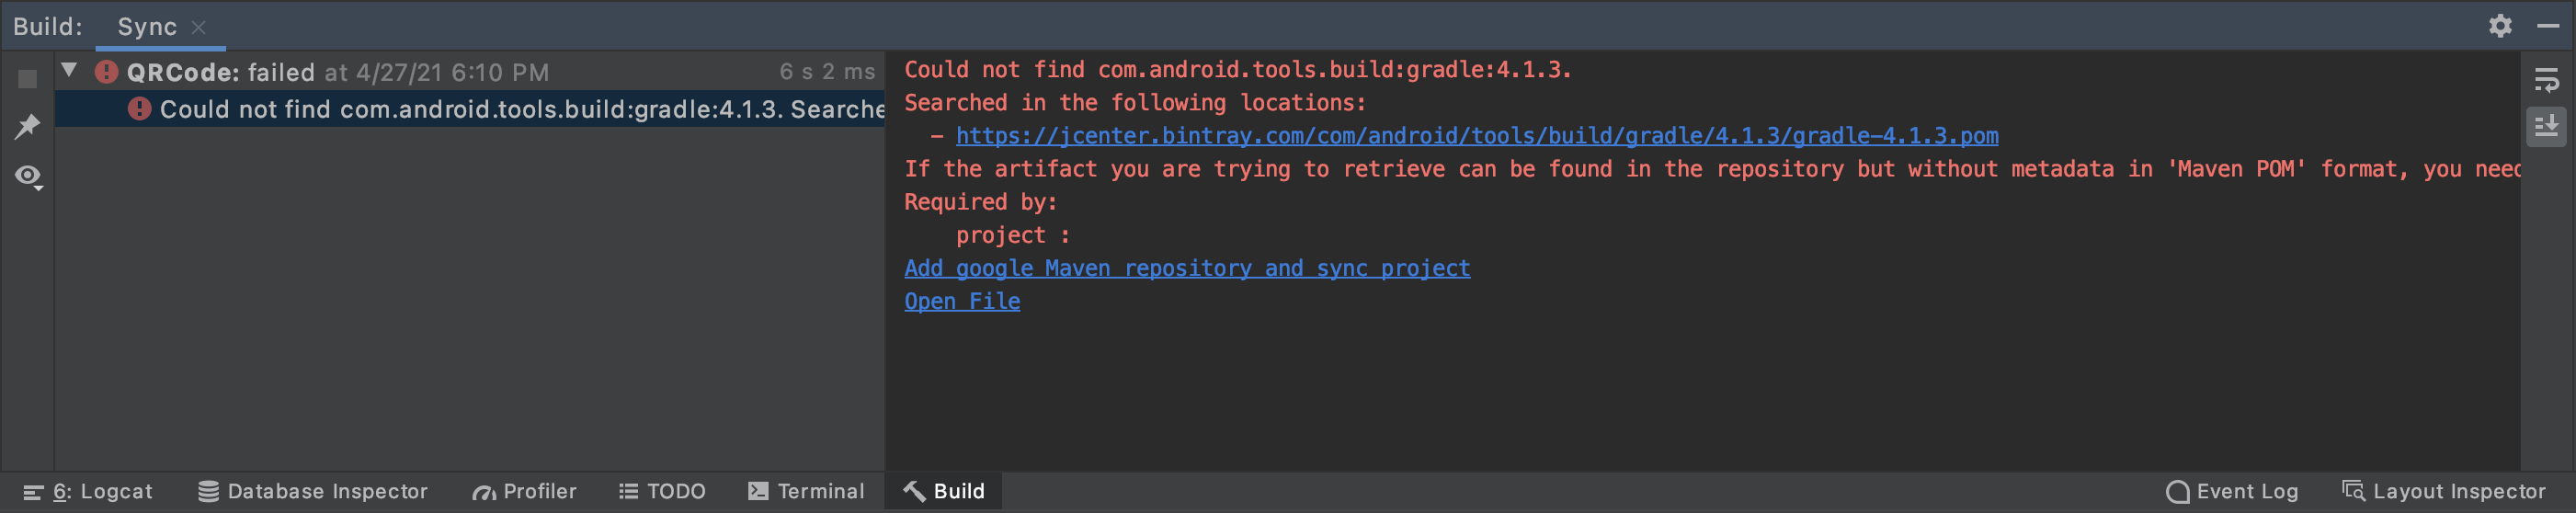 Build: Sync
QRCode: failed at 4/27/21 6:10 PM 6 s 2 ms
Could not find com.android.tools.build:gradle:4.1.3. Searche
Could not find com.android.tools.build:gradle:4.1.3.
Searched in the following locations:
- https://jcenter.bintray.com/com/android/tools/build/gradle/4.1.3/gradle-4.1.3.pom
If the artifact you are trying to retrieve can be found in the repository but without metadata in 'Maven POM' format, you need
Required by:
project :
Add google Maven repository and sync project
Open File
6: Logcat Database Inspector Profiler TODO Terminal Build Event Log Layout Inspector